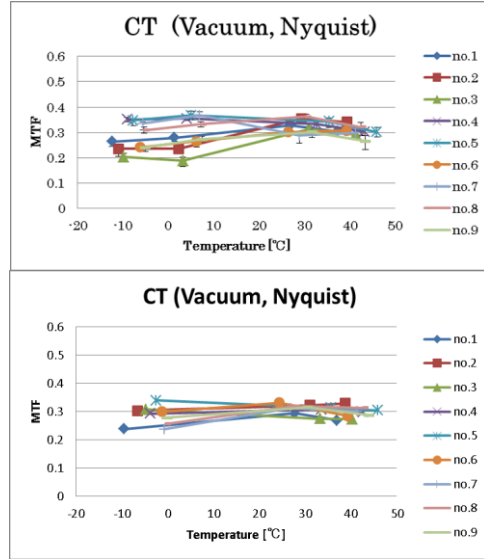 CT (Vacuum, Nyquist)
0.6
0.5
0.4
0.3
0.2
0.1
0
MTF
-20 -10 0 10 20 30 40 50
Temperature [℃]
no.1
no.2
no.3
no.4
no.5
no.6
no.7
no.8
no.9
CT (Vacuum, Nyquist)
0.6
0.5
0.4
0.3
0.2
0.1
0
MTF
-20 -10 0 10 20 30 40 50
Temperature [℃]
no.1
no.2
no.3
no.4
no.5
no.6
no.7
no.8
no.9